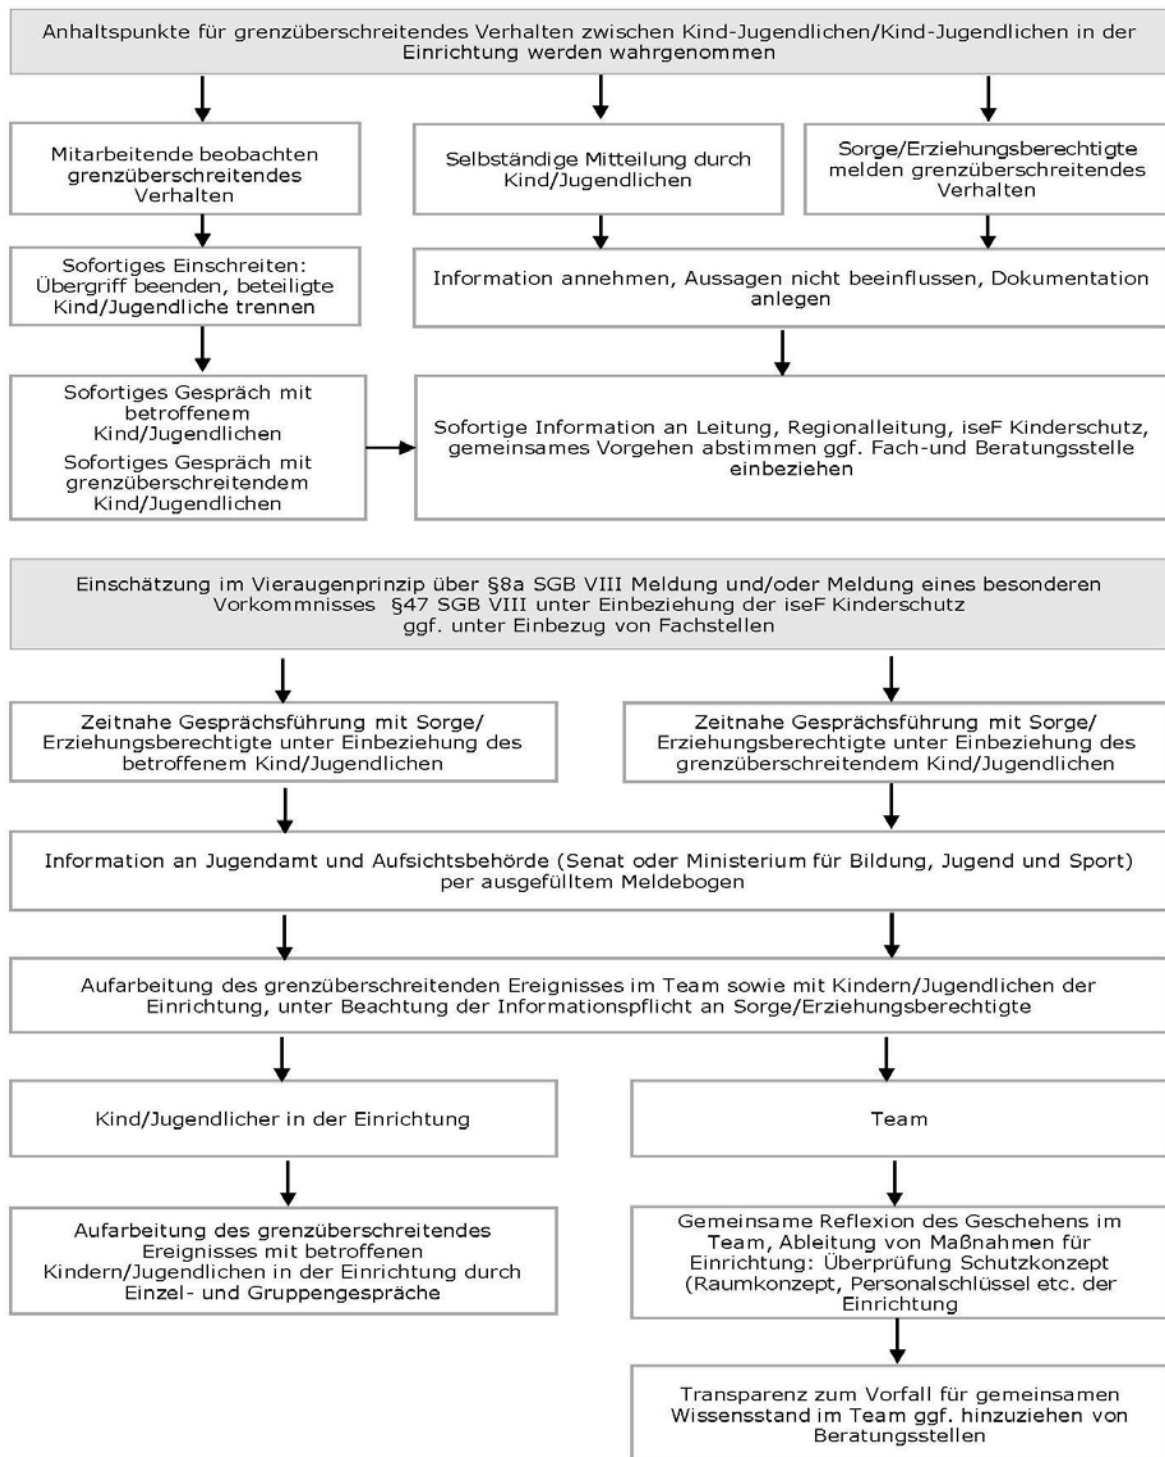 Anhaltspunkte für grenzüberschreitendes Verhalten zwischen Kind-Jugendlichen/Kind-Jugendlichen in der
Einrichtung werden wahrgenommen
Mitarbeitende beobachten
grenzüberschreitendes
Verhalten
Selbständige Mitteilung durch
Kind/Jugendlichen
Sorge/Erziehungsberechtigte
melden grenzüberschreitendes
Verhalten
Sofortiges Einschreiten:
Übergriff beenden, beteiligte
Kind/Jugendliche trennen
Information annehmen, Aussagen nicht beeinflussen, Dokumentation
anlegen
Sofortiges Gespräch mit
betroffenem
Kind/Jugendlichen
Sofortiges Gespräch mit
grenzüberschreitendem
Kind/Jugendlichen
Sofortige Information an Leitung, Regionalleitung, iseF Kinderschutz,
gemeinsames Vorgehen abstimmen ggf. Fach-und Beratungsstelle
einbeziehen
Einschätzung im Vieraugenprinzip über §8a SGB VIII Meldung und/oder Meldung eines besonderen
Vorkommnisses §47 SGB VIII unter Einbeziehung der iseF Kinderschutz
ggf. unter Einbezug von Fachstellen
Zeitnahe Gesprächsführung mit Sorge/
Erziehungsberechtigte unter Einbeziehung des
betroffenem Kind/Jugendlichen
Zeitnahe Gesprächsführung mit Sorge/
Erziehungsberechtigte unter Einbeziehung des
grenzüberschreitendem Kind/Jugendlichen
Information an Jugendamt und Aufsichtsbehörde (Senat oder Ministerium für Bildung, Jugend und Sport)
per ausgefülltem Meldebogen
Aufarbeitung des grenzüberschreitenden Ereignisses im Team sowie mit Kindern/Jugendlichen der
Einrichtung, unter Beachtung der Informationspflicht an Sorge/Erziehungsberechtigte
Kind/Jugendlicher in der Einrichtung
Team
Aufarbeitung des grenzüberschreitendes
Ereignisses mit betroffenen
Kindern/Jugendlichen in der Einrichtung durch
Einzel- und Gruppengespräche
Gemeinsame Reflexion des Geschehens im
Team, Ableitung von Maßnahmen für
Einrichtung: Überprüfung Schutzkonzept
(Raumkonzept, Personalschlüssel etc. der
Einrichtung
Transparenz zum Vorfall für gemeinsamen
Wissensstand im Team ggf. hinzuziehen von
Beratungsstellen